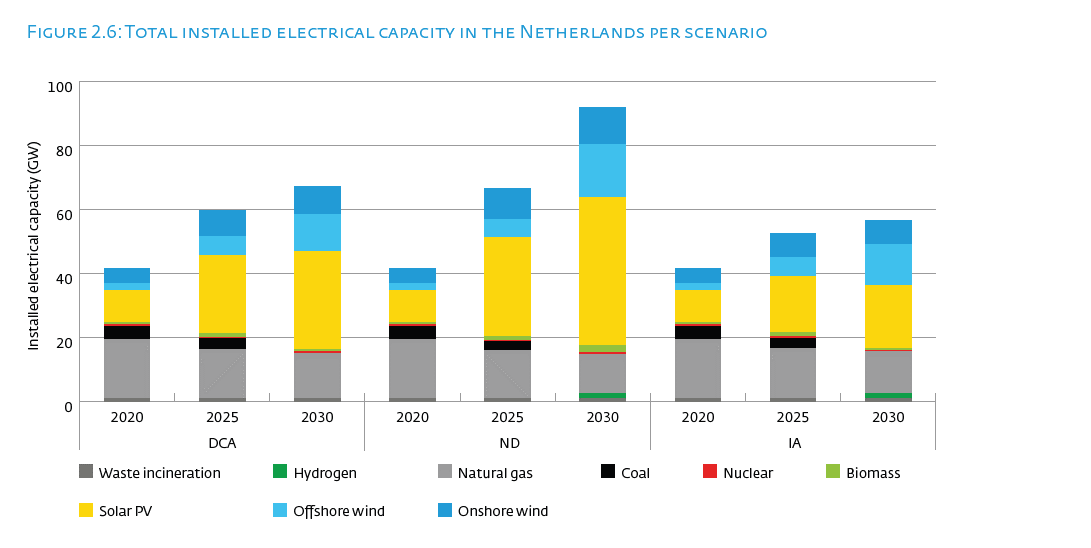 Figure 2.6: Total installed electrical capacity in the Netherlands per scenario
Installed electrical capacity (GW)
100
80
60
40
20
0
2020 2025 2030 2020 2025 2030 2020 2025 2030
DCA ND IA
Waste incineration Hydrogen Natural gas Coal Nuclear Biomass
Solar PV Offshore wind Onshore wind